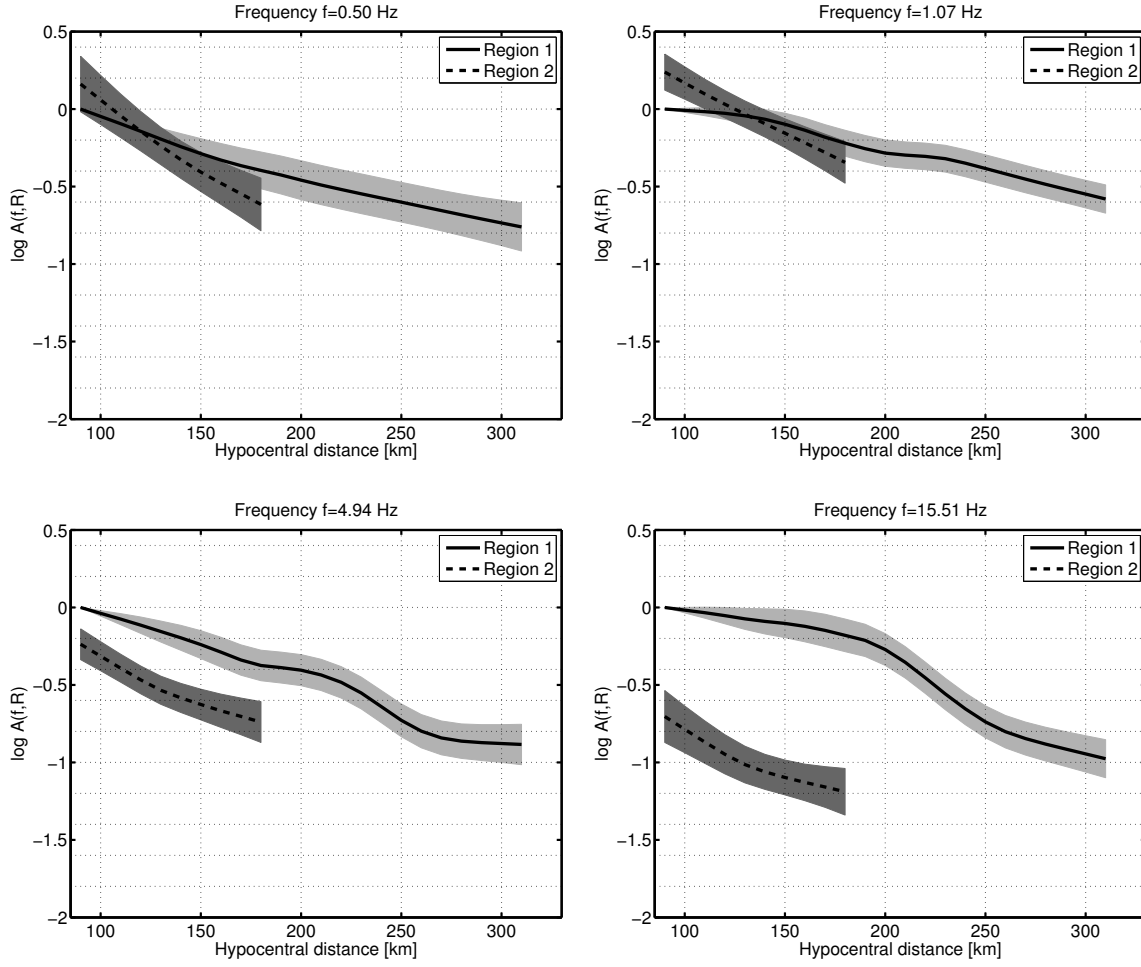 Frequency f=0.50 Hz
Frequency f=1.07 Hz
0.5
0
−0.5
−1
−1.5
−2
log A(f,R)
Region 1
Region 2
100
150
200
250
300
Hypocentral distance [km]
0.5
0
−0.5
−1
−1.5
−2
log A(f,R)
Region 1
Region 2
100
150
200
250
300
Hypocentral distance [km]
Frequency f=4.94 Hz
Frequency f=15.51 Hz
0.5
0
−0.5
−1
−1.5
−2
log A(f,R)
Region 1
Region 2
100
150
200
250
300
Hypocentral distance [km]
0.5
0
−0.5
−1
−1.5
−2
log A(f,R)
Region 1
Region 2
100
150
200
250
300
Hypocentral distance [km]